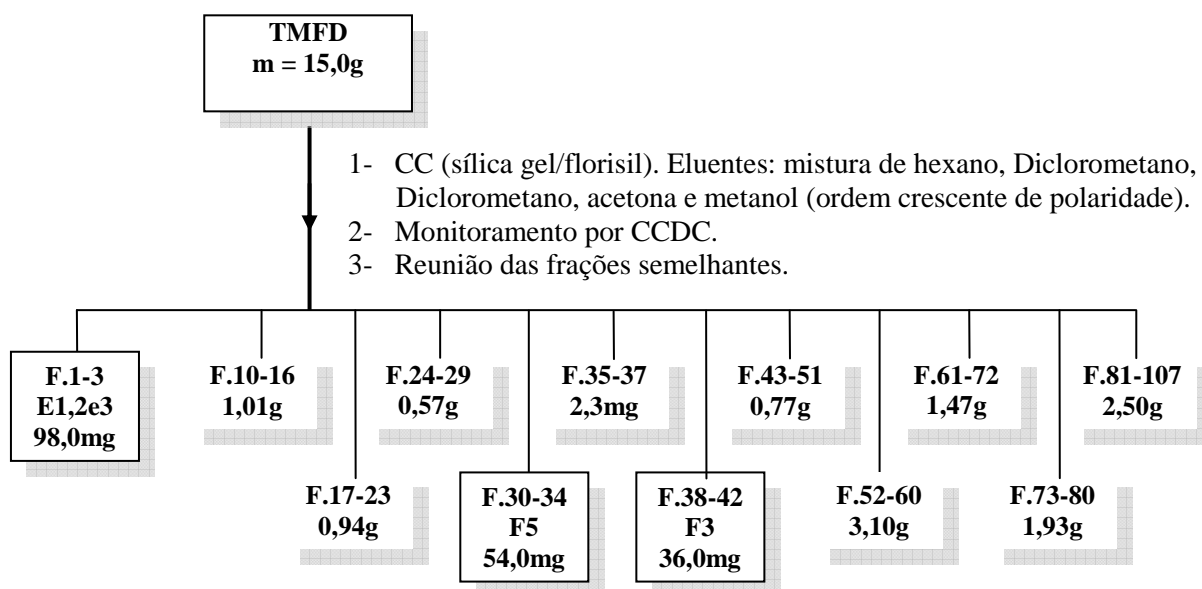 TMFD
m = 15,0g
1- CC (sílica gel/florisil). Eluentes: mistura de hexano, Diclorometano,
Diclorometano, acetona e metanol (ordem crescente de polaridade).
2- Monitoramento por CCDC.
3- Reunião das frações semelhantes.
F.1-3
E1,2e3
98,0mg
F.10-16
1,01g
F.24-29
0,57g
F.35-37
2,3mg
F.43-51
0,77g
F.61-72
1,47g
F.81-107
2,50g
F.17-23
0,94g
F.30-34
F5
54,0mg
F.38-42
F3
36,0mg
F.52-60
3,10g
F.73-80
1,93g